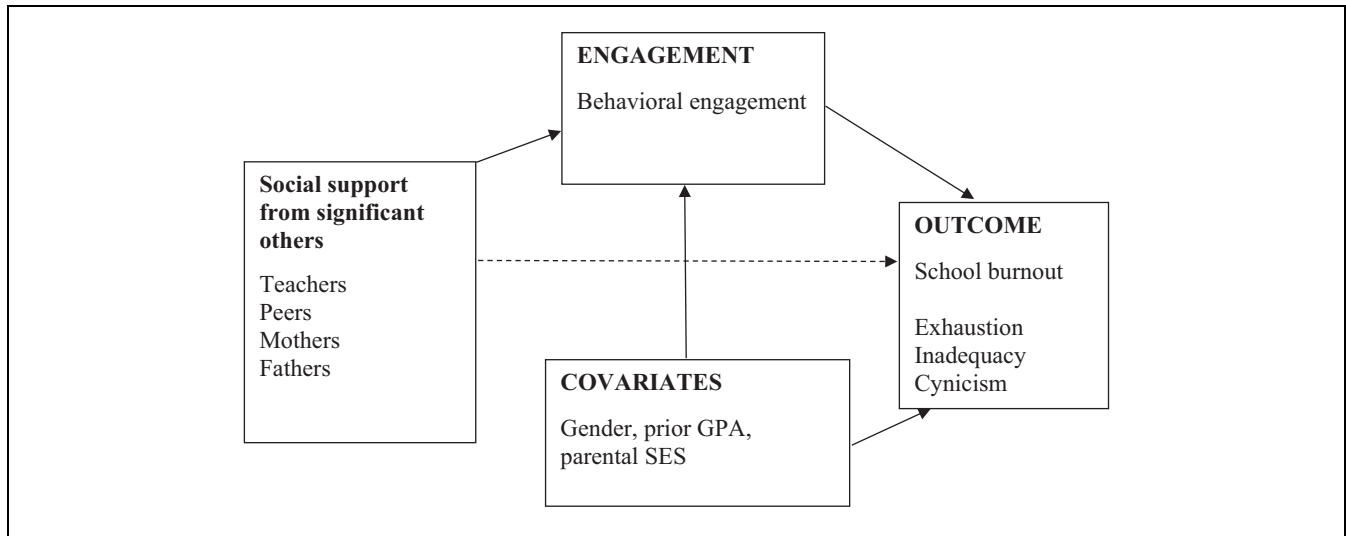 ENGAGEMENT
Behavioral engagement
Social support
from significant
others
Teachers
Peers
Mothers
Fathers
OUTCOME
School burnout
Exhaustion
Inadequacy
Cynicism
COVARIATES
Gender, prior GPA,
parental SES